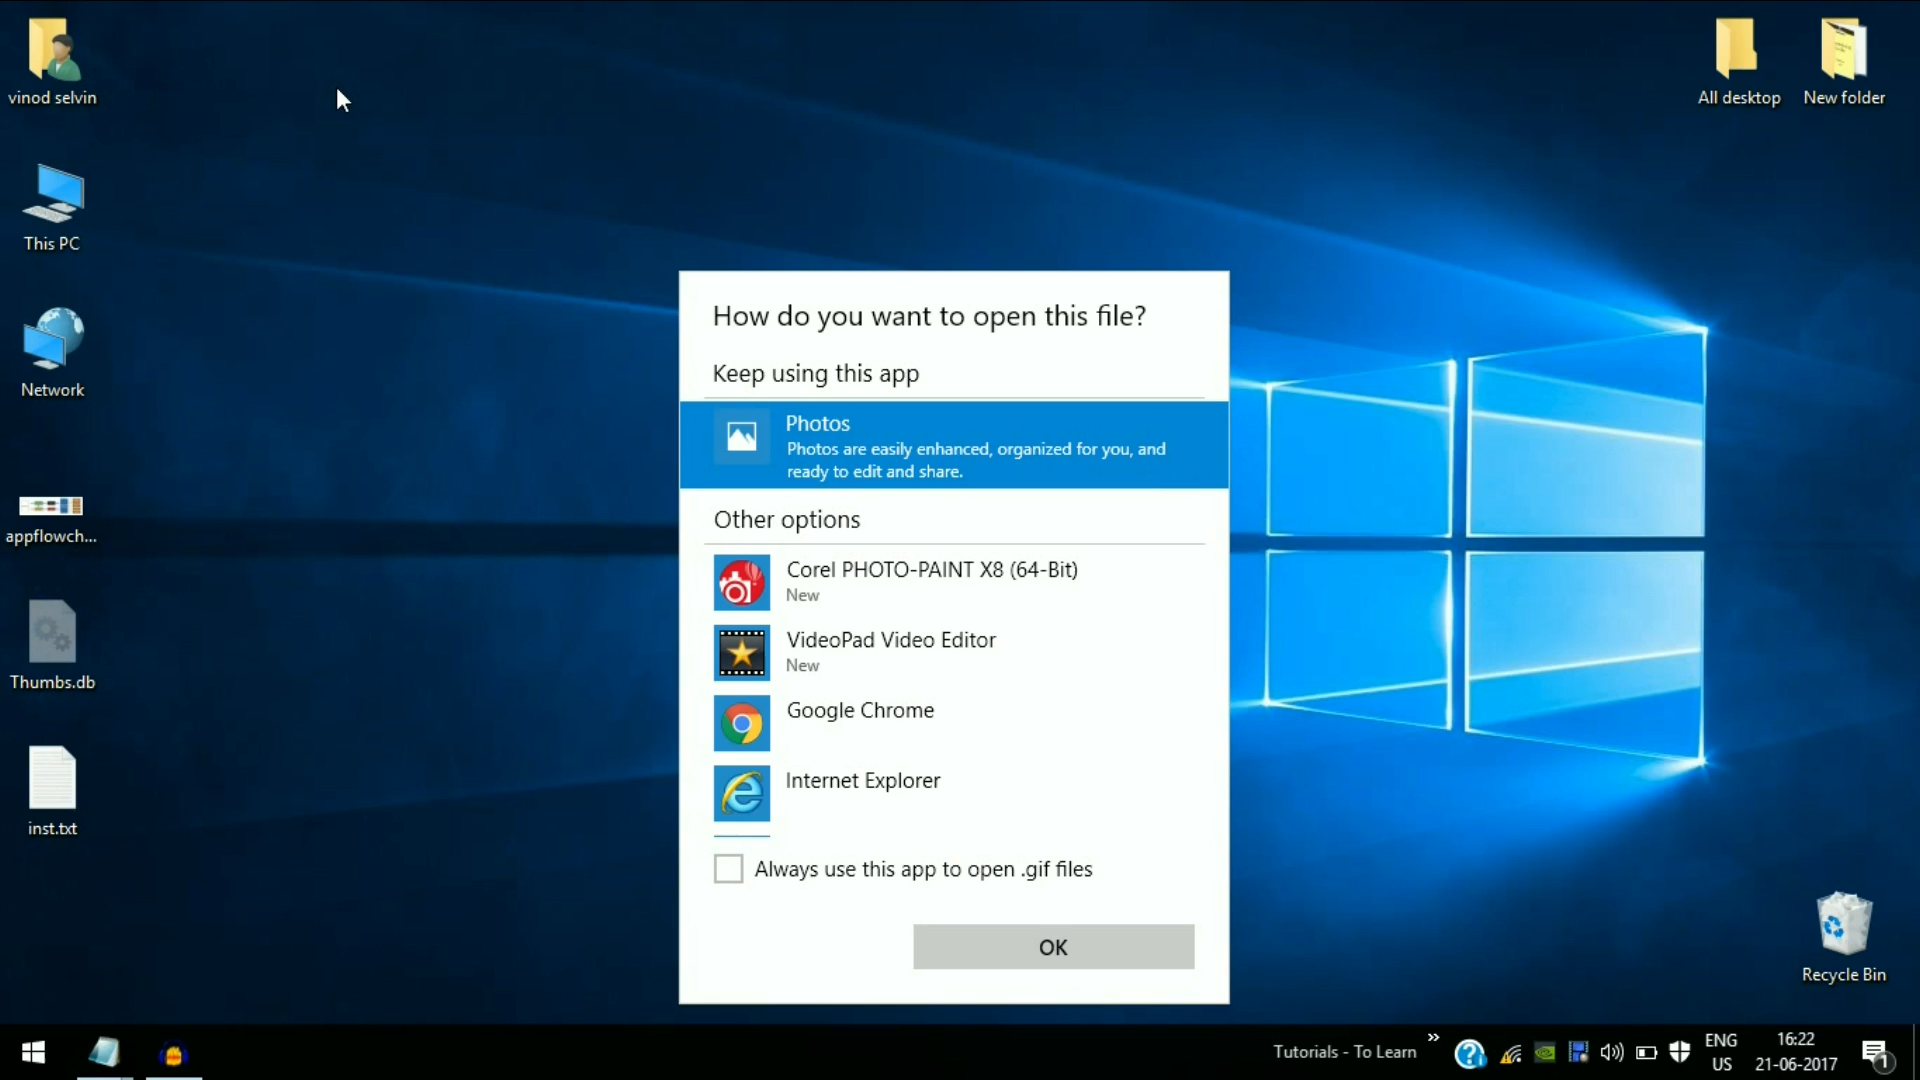 vinod selvin
This PC
Network
appflowch...
Thumbs.db
inst.txt
All desktop
New folder
How do you want to open this file?
Keep using this app
Photos
Photos are easily enhanced, organized for you, and
ready to edit and share.
Other options
Corel PHOTO-PAINT X8 (64-Bit)
New
VideoPad Video Editor
New
Google Chrome
Internet Explorer
Always use this app to open .gif files
OK
Recycle Bin
Tutorials - To Learn
ENG
US
16:22
21-06-2017
1